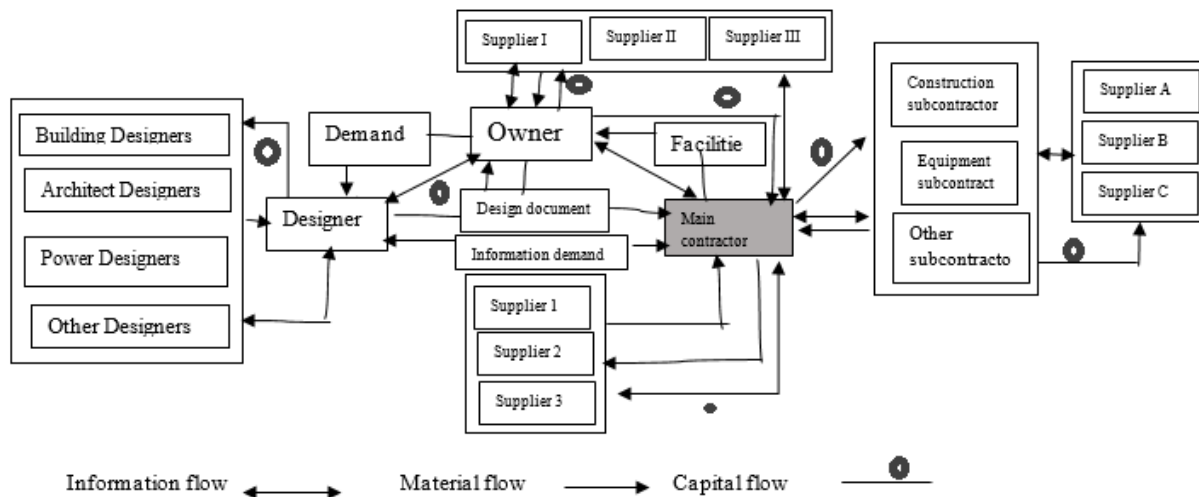 Supplier I
Supplier II
Supplier III
Building Designers
Architect Designers
Power Designers
Other Designers
Demand
Owner
Facilitie
Designer
Design document
Information demand
Main
contractor
Supplier 1
Supplier 2
Supplier 3
Construction
subcontractor
Equipment
subcontract
Other
subcontracto
Supplier A
Supplier B
Supplier C
Information flow
Material flow
Capital flow